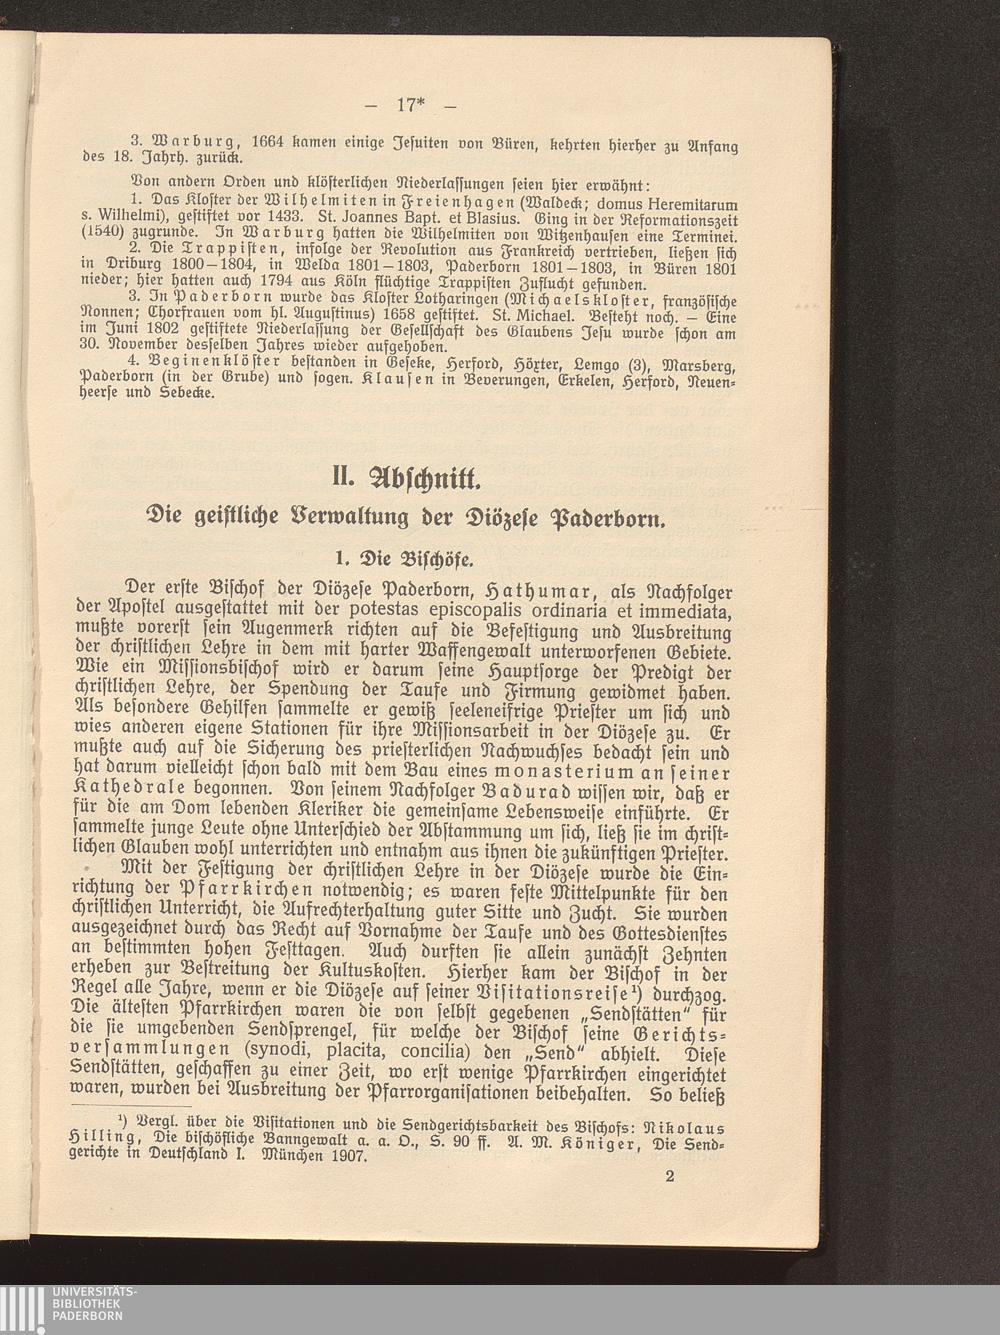 — 17* —
3. Warburg, 1664 kamen einige Jesuiten von Büren, kehrten hierher zu Anfang
des 18. Jahrh. zurück.
Von andern Orden und klösterlichen Niederlassungen seien hier erwähnt:
1. Das Kloster der Wilhelmiten in Freienhagen (Waldeck; domus Heremitarum
s. Wilhelmi), gestiftet vor 1433. St. Joannes Bapt. et Blasius. Ging in der Reformationszeit
(1540) zugrunde. In Warburg hatten die Wilhelmiten von Witzenhausen eine Terminei.
2. Die Trappisten, infolge der Revolution aus Frankreich vertrieben, ließen sich
in Driburg 1800–1804, in Welda 1801–1803, Paderborn 1801–1803, in Büren 1801
nieder; hier hatten auch 1794 aus Köln flüchtige Trappisten Zuflucht gefunden.
3. In Paderborn wurde das Kloster Lotharingen (Michaelskloster, französische
Nonnen; Chorfrauen vom hl. Augustinus) 1658 gestiftet. St. Michael. Besteht noch. — Eine
im Juni 1802 gestiftete Niederlassung der Gesellschaft des Glaubens Jesu wurde schon am
30. November desselben Jahres wieder aufgehoben.
4. Beginenklöster bestanden in Geseke, Herford, Höxter, Lemgo (3), Marsberg,
Paderborn (in der Grube) und sogen. Klausen in Beverungen, Erkelen, Herford, Neuen-
heerse und Sebecke.
II. Abschnitt.
Die geistliche Verwaltung der Diözese Paderborn.
1. Die Bischöfe.
Der erste Bischof der Diözese Paderborn, Hathumar, als Nachfolger
der Apostel ausgestattet mit der potestas episcopalis ordinaria et immediata,
mußte vorerst sein Augenmerk richten auf die Befestigung und Ausbreitung
der christlichen Lehre in dem mit harter Waffengewalt unterworfenen Gebiete.
Wie ein Missionsbischof wird er darum seine Hauptsorge der Predigt der
christlichen Lehre, der Spendung der Taufe und Firmung gewidmet haben.
Als besondere Gehilfen sammelte er gewiß seeleneifrige Priester um sich und
wies anderen eigene Stationen für ihre Missionsarbeit in der Diözese zu. Er
mußte auch auf die Sicherung des priesterlichen Nachwuchses bedacht sein und
hat darum vielleicht schon bald mit dem Bau eines monasterium an seiner
Kathedrale begonnen. Von seinem Nachfolger Badurad wissen wir, daß er
für die am Dom lebenden Kleriker die gemeinsame Lebensweise einführte. Er
sammelte junge Leute ohne Unterschied der Abstammung um sich, ließ sie im christ-
lichen Glauben wohl unterrichten und entnahm aus ihnen die zukünftigen Priester.
Mit der Festigung der christlichen Lehre in der Diözese wurde die Ein-
richtung der Pfarrkirchen notwendig; es waren feste Mittelpunkte für den
christlichen Unterricht, die Aufrechterhaltung guter Sitte und Zucht. Sie wurden
ausgezeichnet durch das Recht auf Vornahme der Taufe und des Gottesdienstes
an bestimmten hohen Festtagen. Auch durften sie allein zunächst Zehnten
erheben zur Bestreitung der Kultuskosten. Hierher kam der Bischof in der
Regel alle Jahre, wenn er die Diözese auf seiner Visitationsreise¹) durchzog.
Die ältesten Pfarrkirchen waren die von selbst gegebenen „Sendstätten“ für
die sie umgebenden Sendsprengel, für welche der Bischof seine Gerichts-
versammlungen (synodi, placita, concilia) den „Send“ abhielt. Diese
Sendstätten, geschaffen zu einer Zeit, wo erst wenige Pfarrkirchen eingerichtet
waren, wurden bei Ausbreitung der Pfarrorganisationen beibehalten. So beließ
¹) Vergl. über die Visitationen und die Sendgerichtsbarkeit des Bischofs: Nikolaus
Hilling, Die bischöfliche Banngewalt a. a. O., S. 90 ff. A. M. Königer, Die Send-
gerichte in Deutschland I. München 1907.
2
UNIVERSITÄTS-
BIBLIOTHEK
PADERBORN